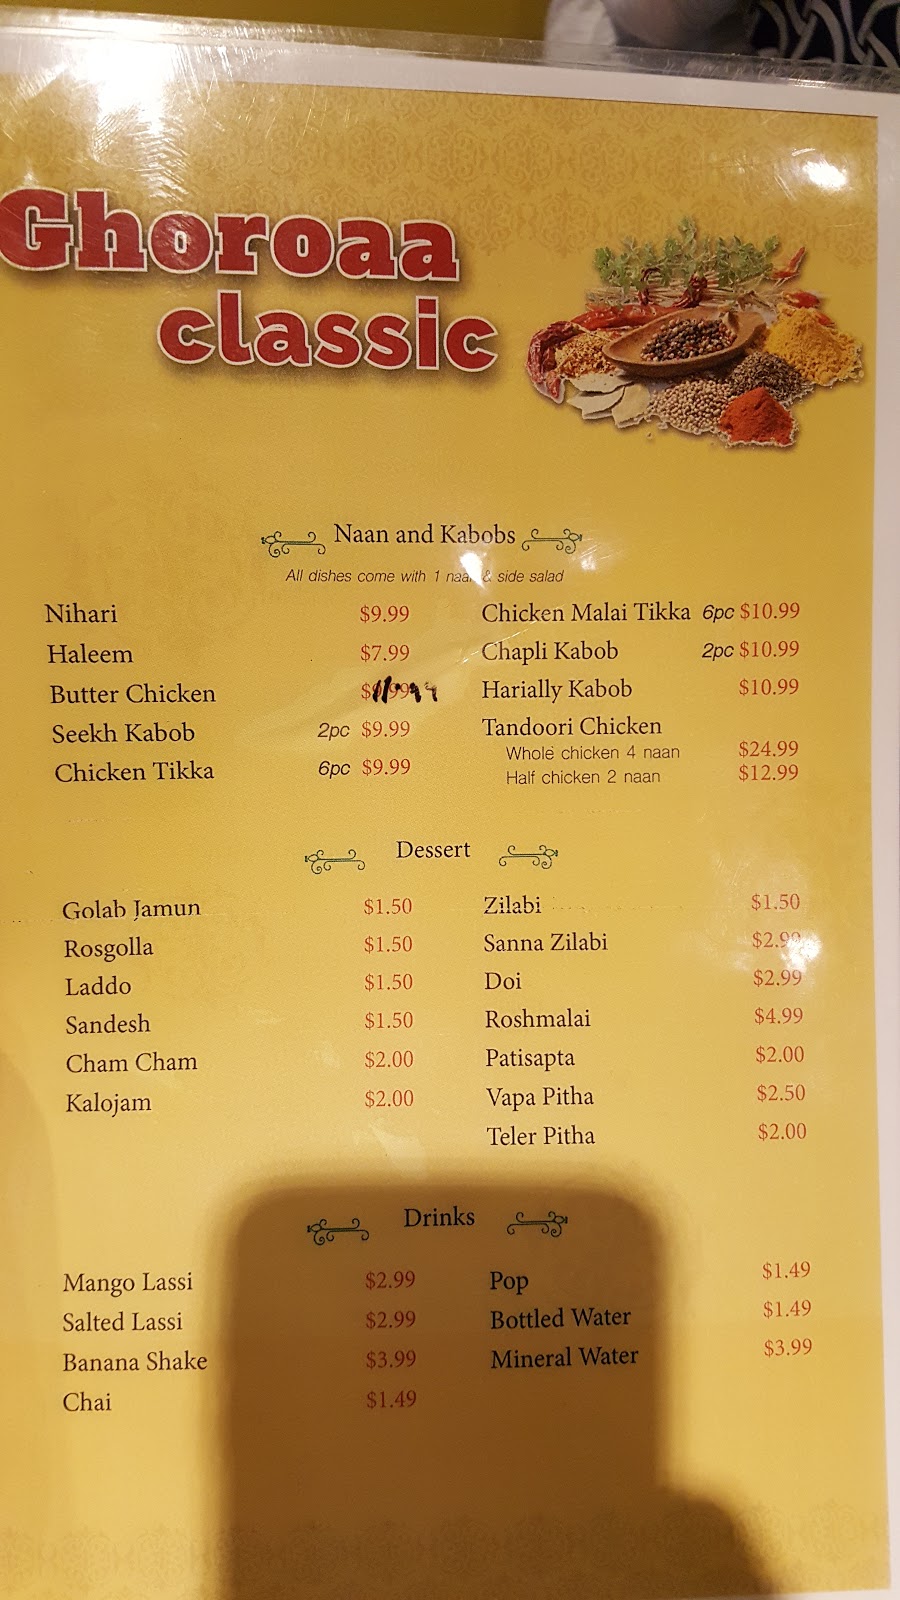 Ghoroaa
classic
Naan and Kabobs
All dishes come with 1 naan & side salad
Nihari $9.99
Haleem $7.99
Butter Chicken 11.99
Seekh Kabob 2pc $9.99
Chicken Tikka 6pc $9.99
Chicken Malai Tikka 6pc $10.99
Chapli Kabob 2pc $10.99
Harially Kabob $10.99
Tandoori Chicken
Whole chicken 4 naan $24.99
Half chicken 2 naan $12.99
Dessert
Golab Jamun $1.50
Rosgolla $1.50
Laddo $1.50
Sandesh $1.50
Cham Cham $2.00
Kalojam $2.00
Zilabi $1.50
Sanna Zilabi $2.99
Doi $2.99
Roshmalai $4.99
Patisapta $2.00
Vapa Pitha $2.50
Teler Pitha $2.00
Drinks
Mango Lassi $2.99
Salted Lassi $2.99
Banana Shake $3.99
Chai $1.49
Pop $1.49
Bottled Water $1.49
Mineral Water $3.99